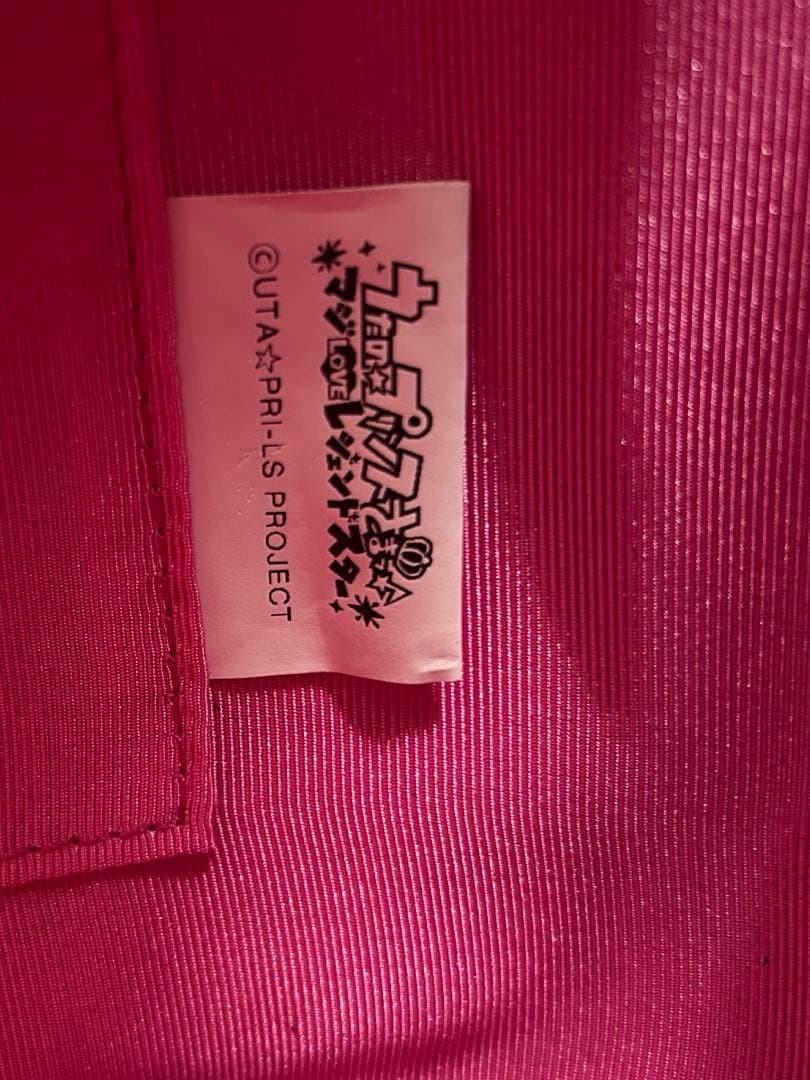 うたの☆プリンスさまっ♪
マジLOVEレジェンドスター
©UTA☆PRI-LS PROJECT